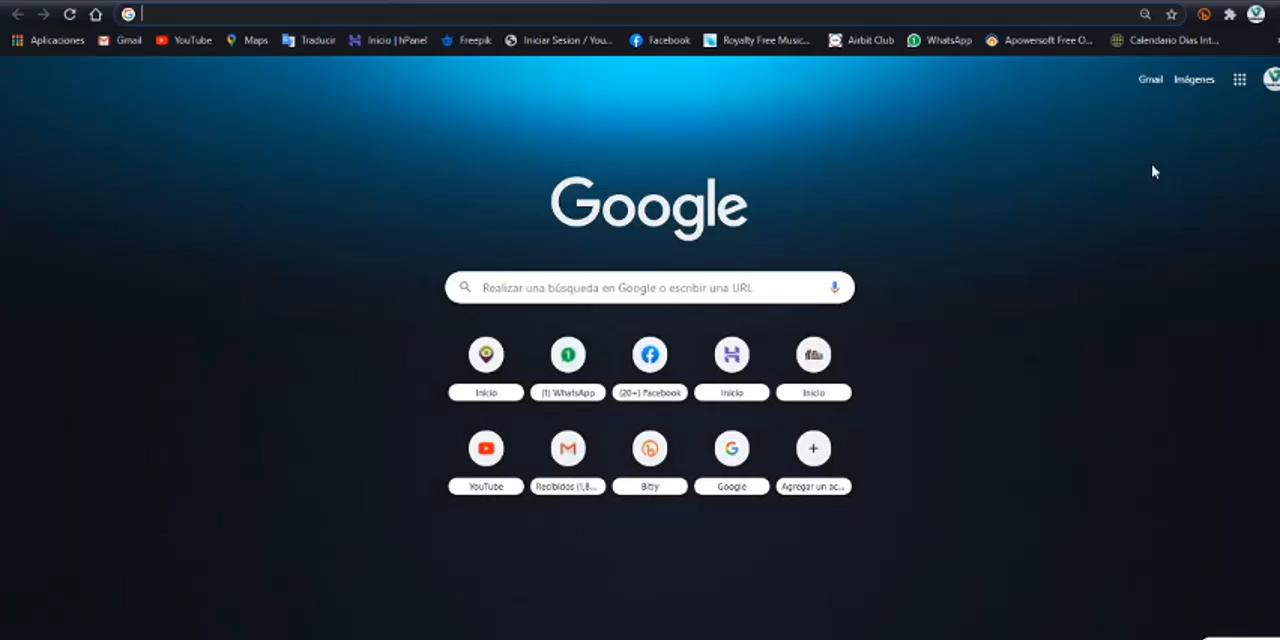 Aplicaciones Gmail YouTube Maps Traducir Inicio | hPanel Freepik Iniciar Sesion / You... Facebook Royalty Free Music... Airbit Club WhatsApp Apowersoft Free O... Calendario Dias Int...
Gmail Imágenes
Google
Realizar una búsqueda en Google o escribir una URL
Inicio (1) WhatsApp (20+) Facebook Inicio Inicio
YouTube Recibidos (1,8... Bitly Google Agregar un ac...